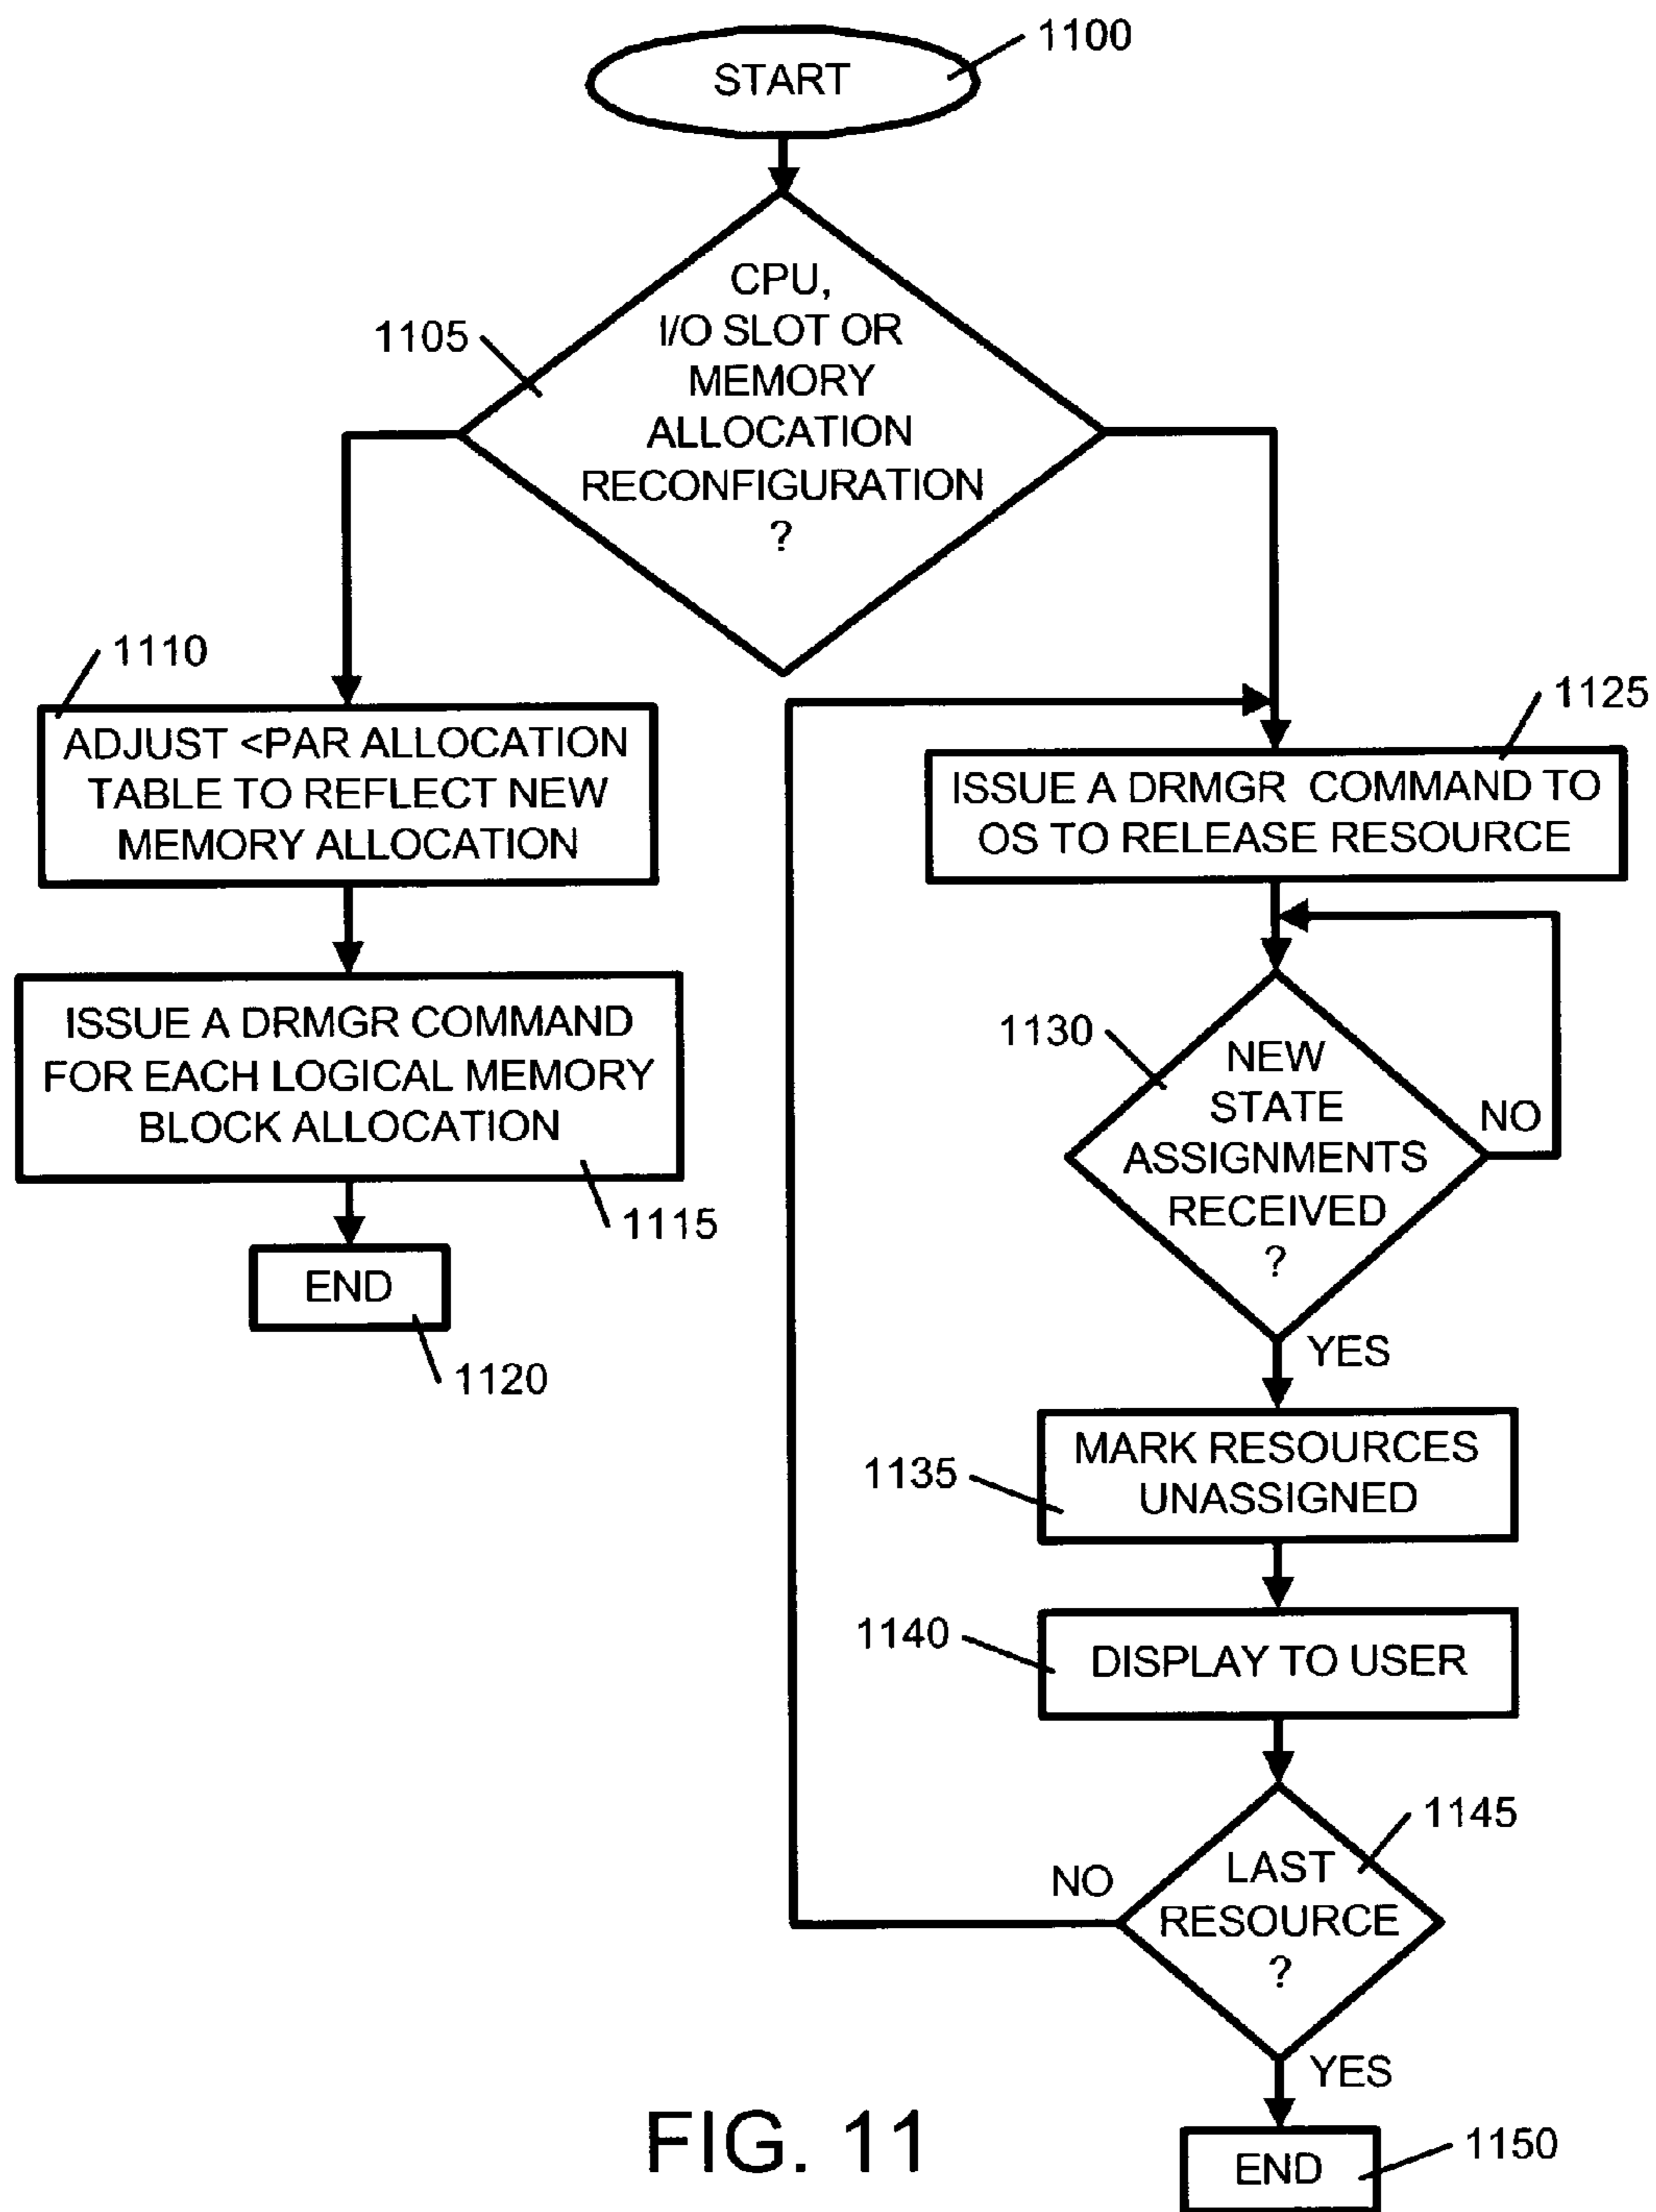 1100
START
CPU,
I/O SLOT OR
MEMORY
ALLOCATION
RECONFIGURATION
?
1105
1110
ADJUST <PAR ALLOCATION
TABLE TO REFLECT NEW
MEMORY ALLOCATION
ISSUE A DRMGR COMMAND
FOR EACH LOGICAL MEMORY
BLOCK ALLOCATION
1115
END
1120
1125
ISSUE A DRMGR COMMAND TO
OS TO RELEASE RESOURCE
1130
NEW
STATE
ASSIGNMENTS
RECEIVED
?
NO
YES
1135
MARK RESOURCES
UNASSIGNED
1140
DISPLAY TO USER
1145
LAST
RESOURCE
?
NO
YES
END
1150
FIG. 11